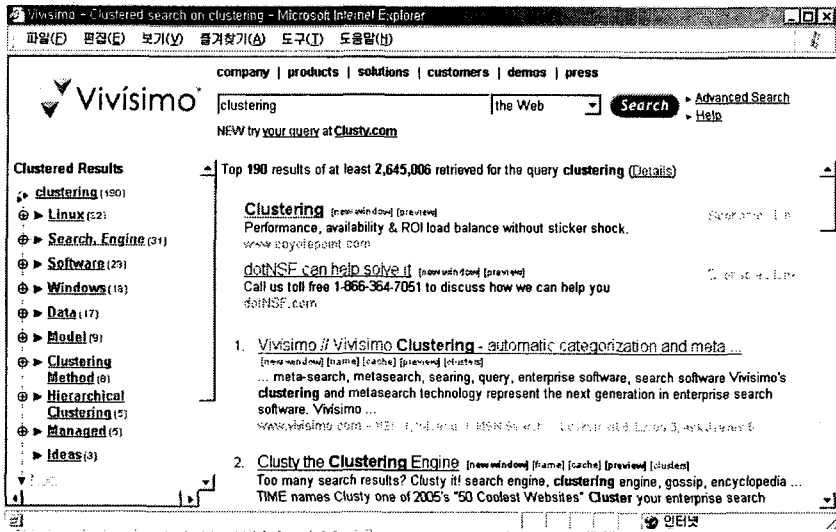 Vivisimo - Clustered search on clustering - Microsoft Internet Explorer
파일(F) 편집(E) 보기(V) 즐겨찾기(A) 도구(T) 도움말(H)
company | products | solutions | customers | demos | press
Vivísimo
clustering
the Web
Search
Advanced Search
Help
NEW try your query at Clusty.com
Clustered Results
clustering (190)
Linux (32)
Search, Engine (31)
Software (23)
Windows (18)
Data (17)
Model (9)
Clustering
Method (8)
Hierarchical
Clustering (5)
Managed (5)
Ideas (3)
Top 190 results of at least 2,645,006 retrieved for the query clustering (Details)
Clustering [new window] [preview]
Performance, availability & ROI load balance without sticker shock.
www.coyotepoint.com
dotNSF can help solve it [new window] [preview]
Call us toll free 1-866-364-7051 to discuss how we can help you
dotNSF.com
1. Vivísimo // Vivisimo Clustering - automatic categorization and meta ...
[new window] [frame] [cache] [preview] [clusters]
... meta-search, metasearch, searing, query, enterprise software, search software Vivísimo's
clustering and metasearch technology represent the next generation in enterprise search
software. Vivísimo ...
www.vivisimo.com
2. Clusty the Clustering Engine [new window] [frame] [cache] [preview] [clusters]
Too many search results? Clusty it! search engine, clustering engine, gossip, encyclopedia ...
TIME names Clusty one of 2005's "50 Coolest Websites" Cluster your enterprise search
인터넷